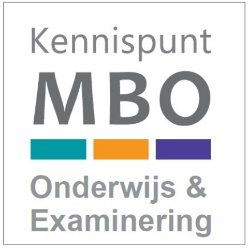 Kennispunt
MBO
Onderwijs &
Examinering